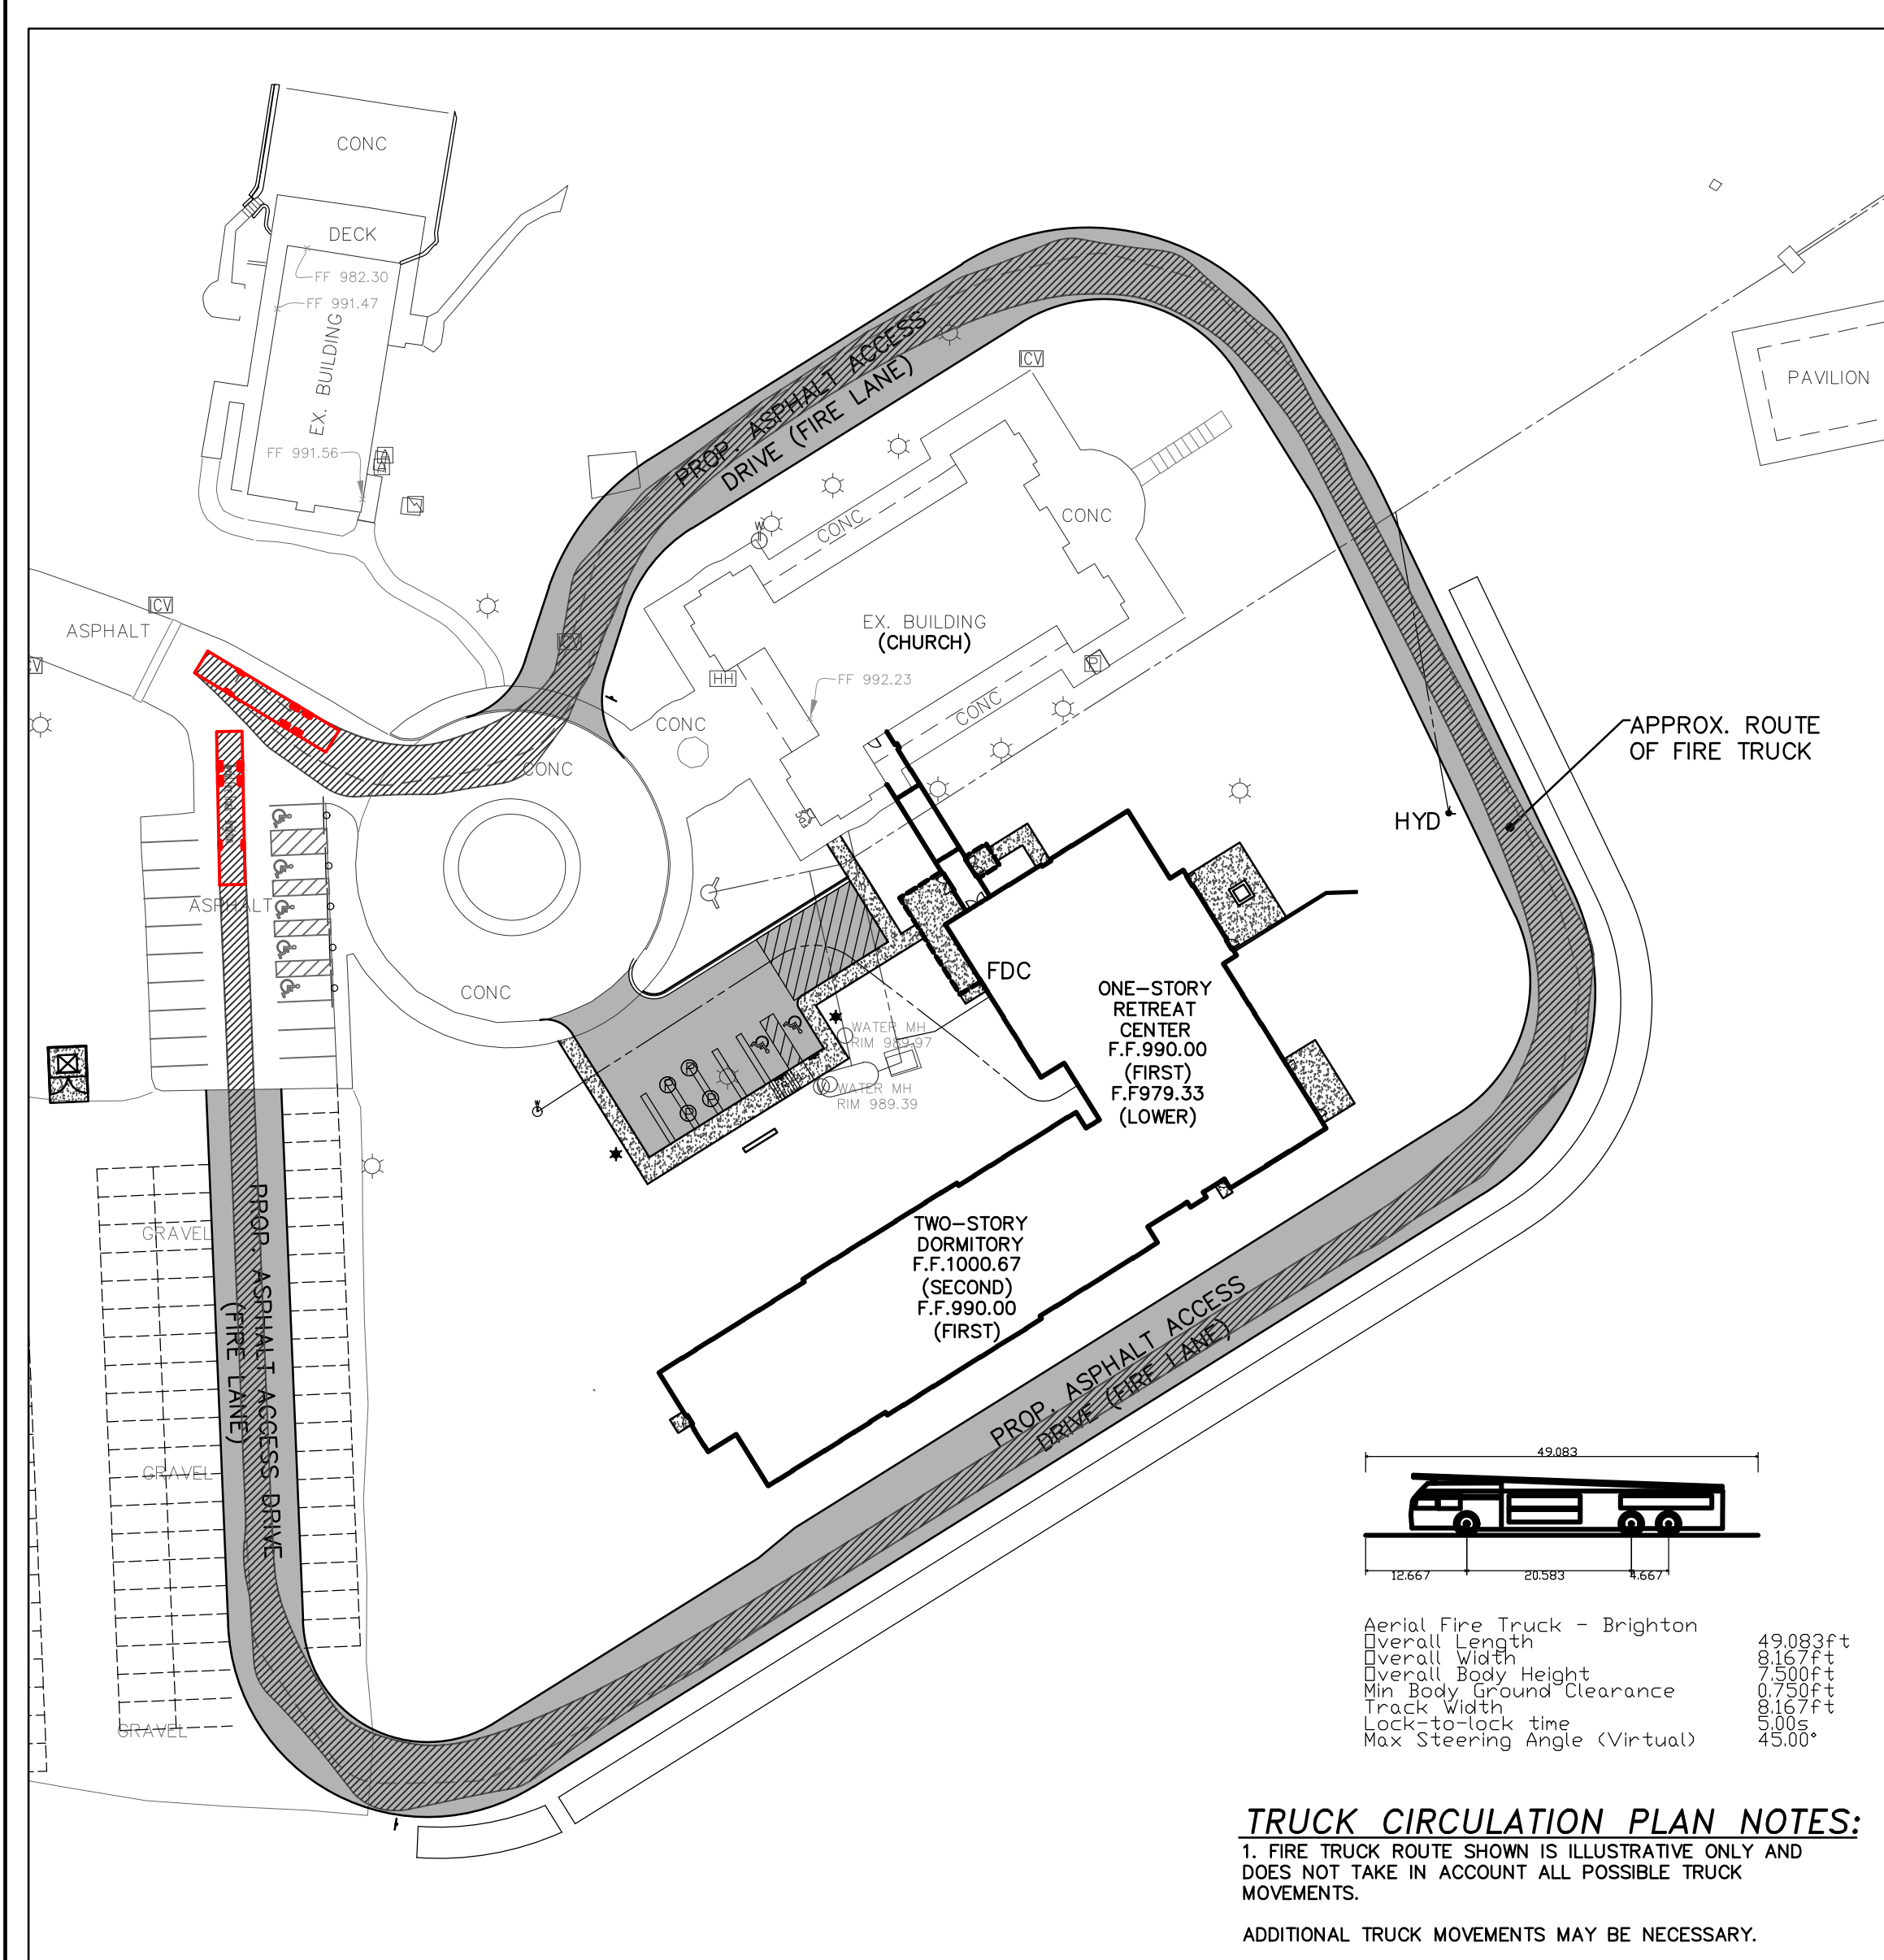 CONC
DECK
FF 982.30
FF 991.47
EX. BUILDING
FF 991.56
ICV
ASPHALT
CV
PROP. ASPHALT ACCESS
DRIVE (FIRE LANE)
ICV
PAVILION
CONC
CONC
W
ICV
EX. BUILDING
(CHURCH)
HH
P
FF 992.23
CONC
CONC
CONC
APPROX. ROUTE
OF FIRE TRUCK
HYD
ASPHALT
CONC
FDC
ONE-STORY
RETREAT
CENTER
F.F.990.00
(FIRST)
F.F979.33
(LOWER)
WATER MH
RIM 989.97
WATER MH
RIM 989.39
W
GRAVEL
PROP. ASPHALT ACCESS DRIVE
(FIRE LANE)
TWO-STORY
DORMITORY
F.F.1000.67
(SECOND)
F.F.990.00
(FIRST)
PROP. ASPHALT ACCESS
DRIVE (FIRE LANE)
GRAVEL
GRAVEL
49.083
12.667 20.583 4.667
Aerial Fire Truck - Brighton
Overall Length 49.083ft
Overall Width 8.167ft
Overall Body Height 7.500ft
Min Body Ground Clearance 0.750ft
Track Width 8.167ft
Lock-to-lock time 5.00s
Max Steering Angle (Virtual) 45.00°
TRUCK CIRCULATION PLAN NOTES:
1. FIRE TRUCK ROUTE SHOWN IS ILLUSTRATIVE ONLY AND
DOES NOT TAKE IN ACCOUNT ALL POSSIBLE TRUCK
MOVEMENTS.
ADDITIONAL TRUCK MOVEMENTS MAY BE NECESSARY.